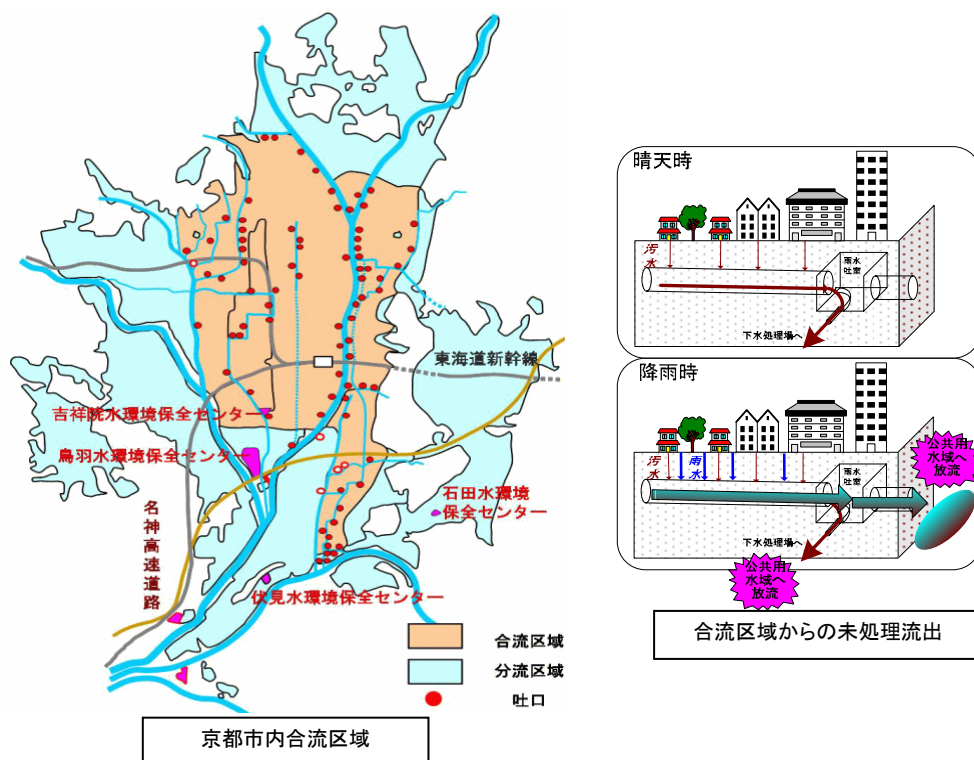 東海道新幹線
吉祥院水環境保全センター
鳥羽水環境保全センター
石田水環境
保全センター
名神高速道路
伏見水環境保全センター
合流区域
分流区域
吐口
京都市内合流区域
晴天時
汚水
雨水
吐室
下水処理場へ
降雨時
汚水
雨水
雨水
吐室
公共用
水域へ
放流
下水処理場へ
公共用
水域へ
放流
合流区域からの未処理流出